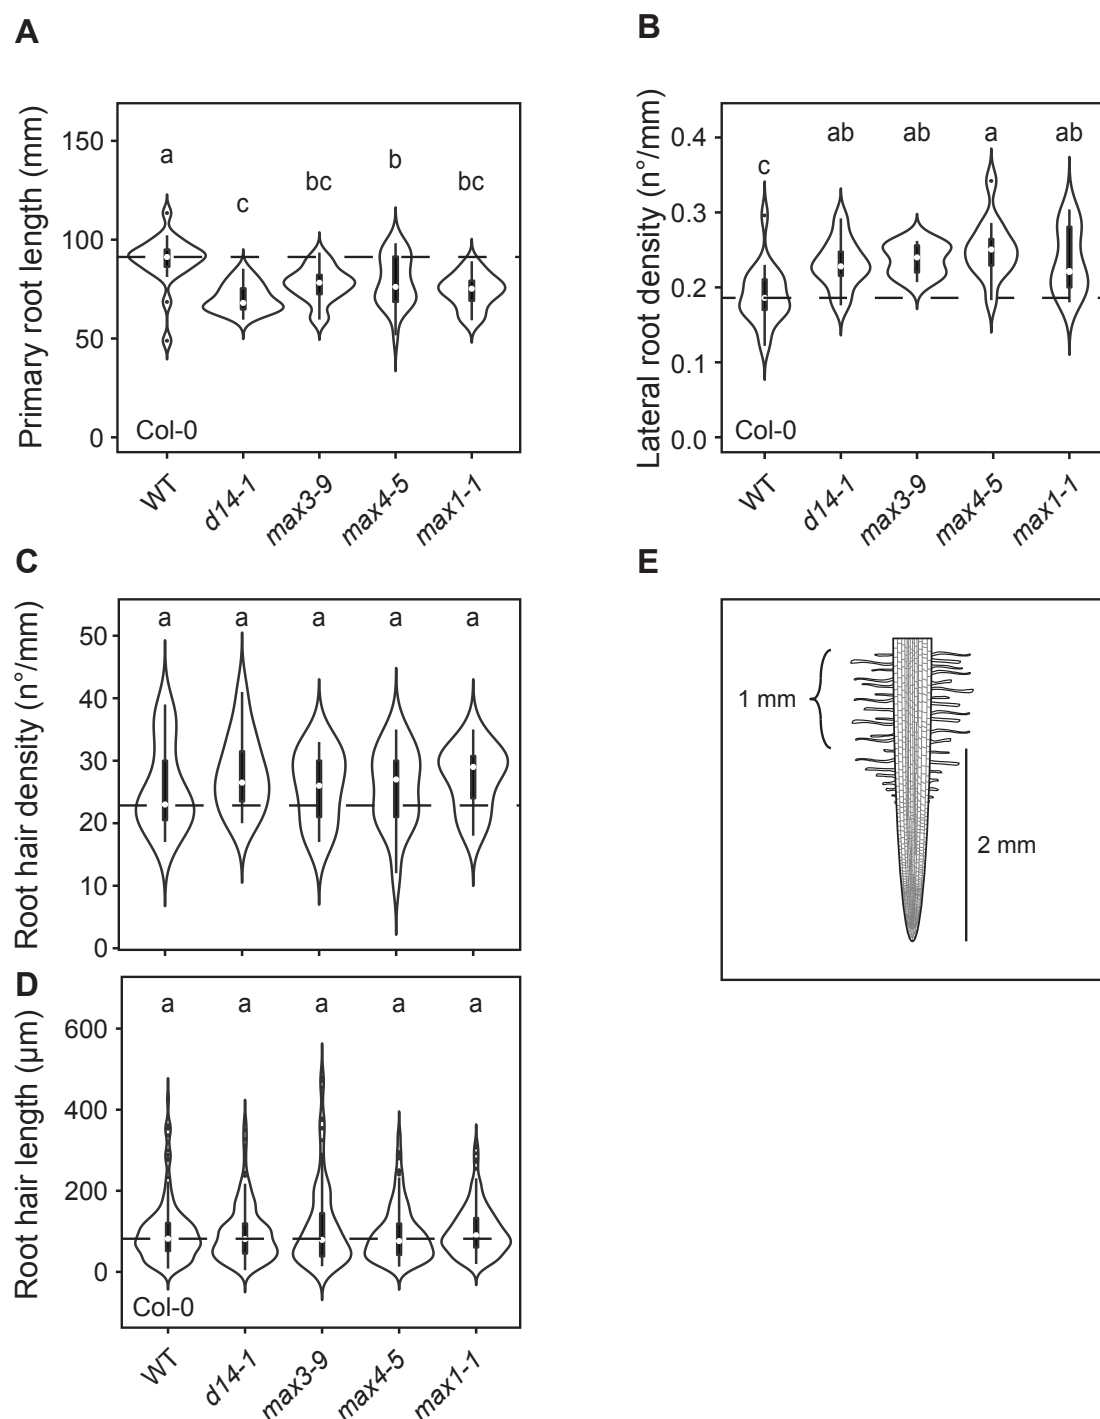 A
Primary root length (mm)
150
100
50
0
a
c
bc
b
bc
Col-0
WT
d14-1
max3-9
max4-5
max1-1
B
Lateral root density (n°/mm)
0.4
0.3
0.2
0.1
0.0
c
ab
ab
a
ab
Col-0
WT
d14-1
max3-9
max4-5
max1-1
C
Root hair density (n°/mm)
50
40
30
20
10
0
a
a
a
a
a
D
Root hair length (µm)
600
400
200
0
a
a
a
a
a
Col-0
WT
d14-1
max3-9
max4-5
max1-1
E
1 mm
2 mm